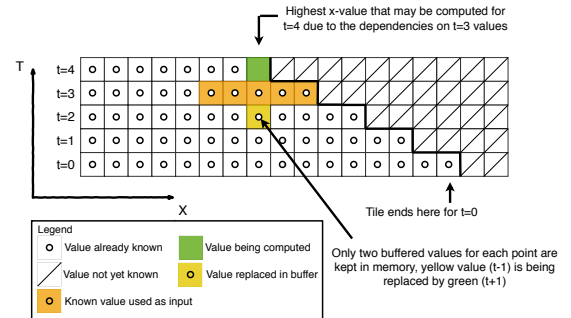 Highest x-value that may be computed for
t=4 due to the dependencies on t=3 values
T
t=4
t=3
t=2
t=1
t=0
X
Tile ends here for t=0
Legend
Value already known
Value being computed
Value not yet known
Value replaced in buffer
Known value used as input
Only two buffered values for each point are
kept in memory, yellow value (t-1) is being
replaced by green (t+1)